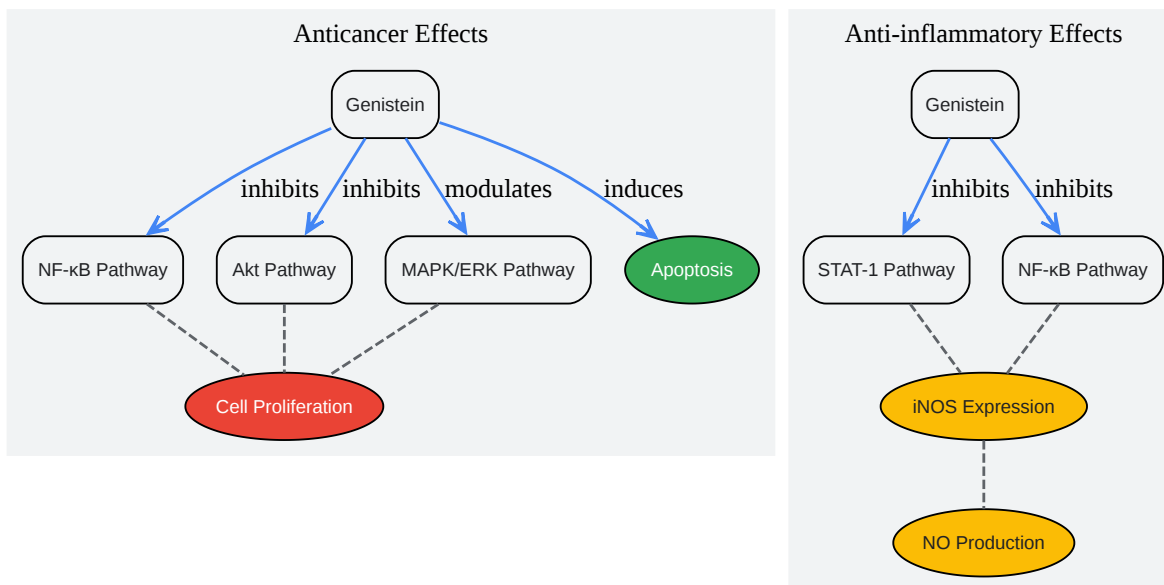 Anticancer Effects
Genistein
inhibits
inhibits
modulates
induces
NF-κB Pathway
Akt Pathway
MAPK/ERK Pathway
Apoptosis
Cell Proliferation
Anti-inflammatory Effects
Genistein
inhibits
inhibits
STAT-1 Pathway
NF-κB Pathway
iNOS Expression
NO Production